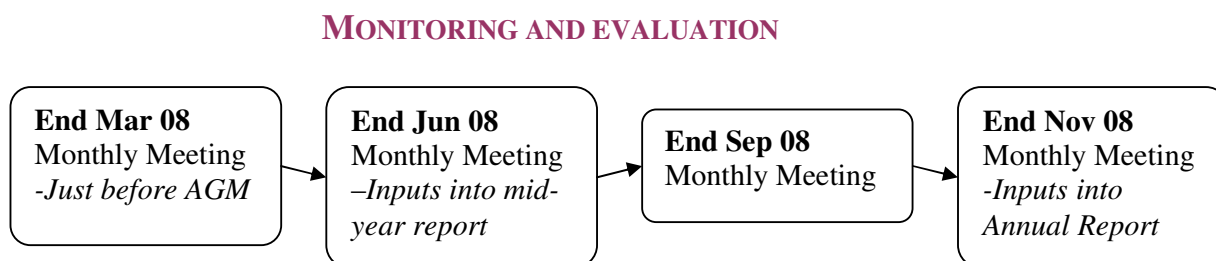 MONITORING AND EVALUATION
End Mar 08
Monthly Meeting
-Just before AGM
End Jun 08
Monthly Meeting
–Inputs into mid-
year report
End Sep 08
Monthly Meeting
End Nov 08
Monthly Meeting
-Inputs into
Annual Report